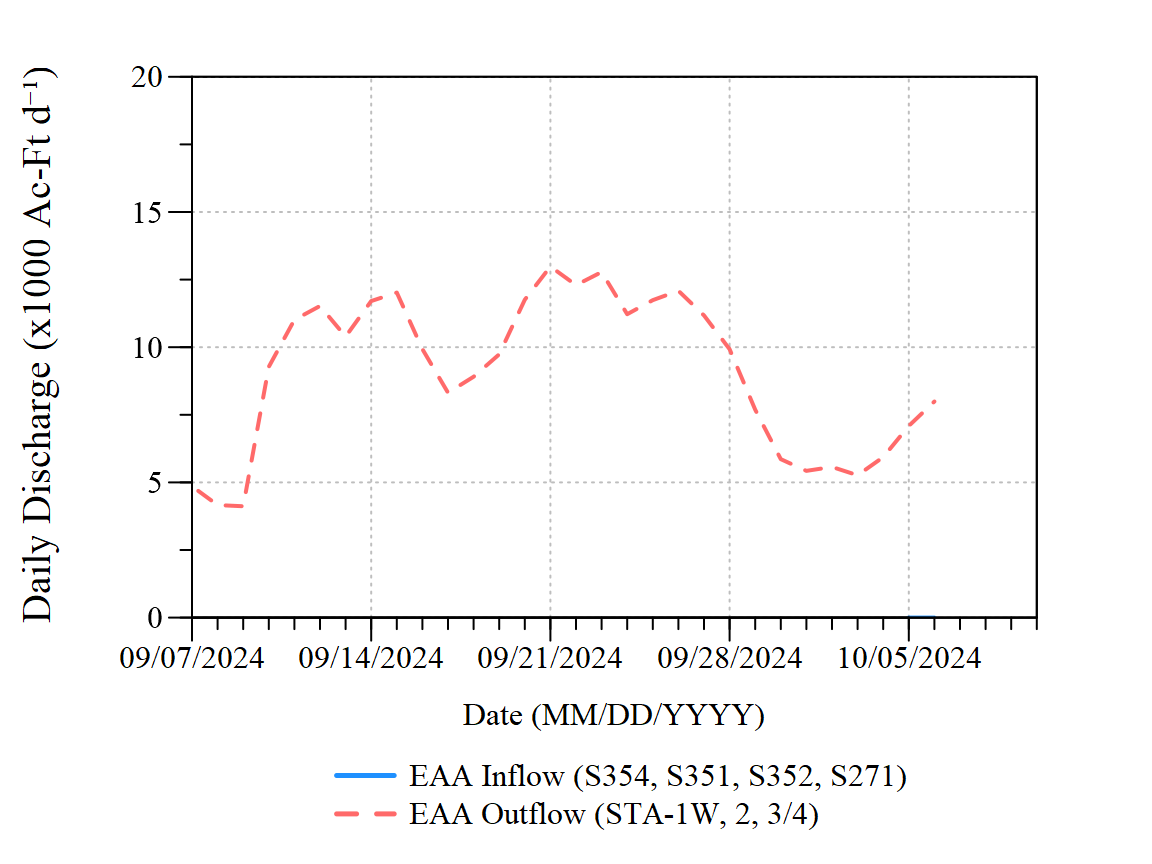 Daily Discharge (x1000 Ac-Ft d⁻¹)
20
15
10
5
0
09/07/2024 09/14/2024 09/21/2024 09/28/2024 10/05/2024
Date (MM/DD/YYYY)
EAA Inflow (S354, S351, S352, S271)
EAA Outflow (STA-1W, 2, 3/4)